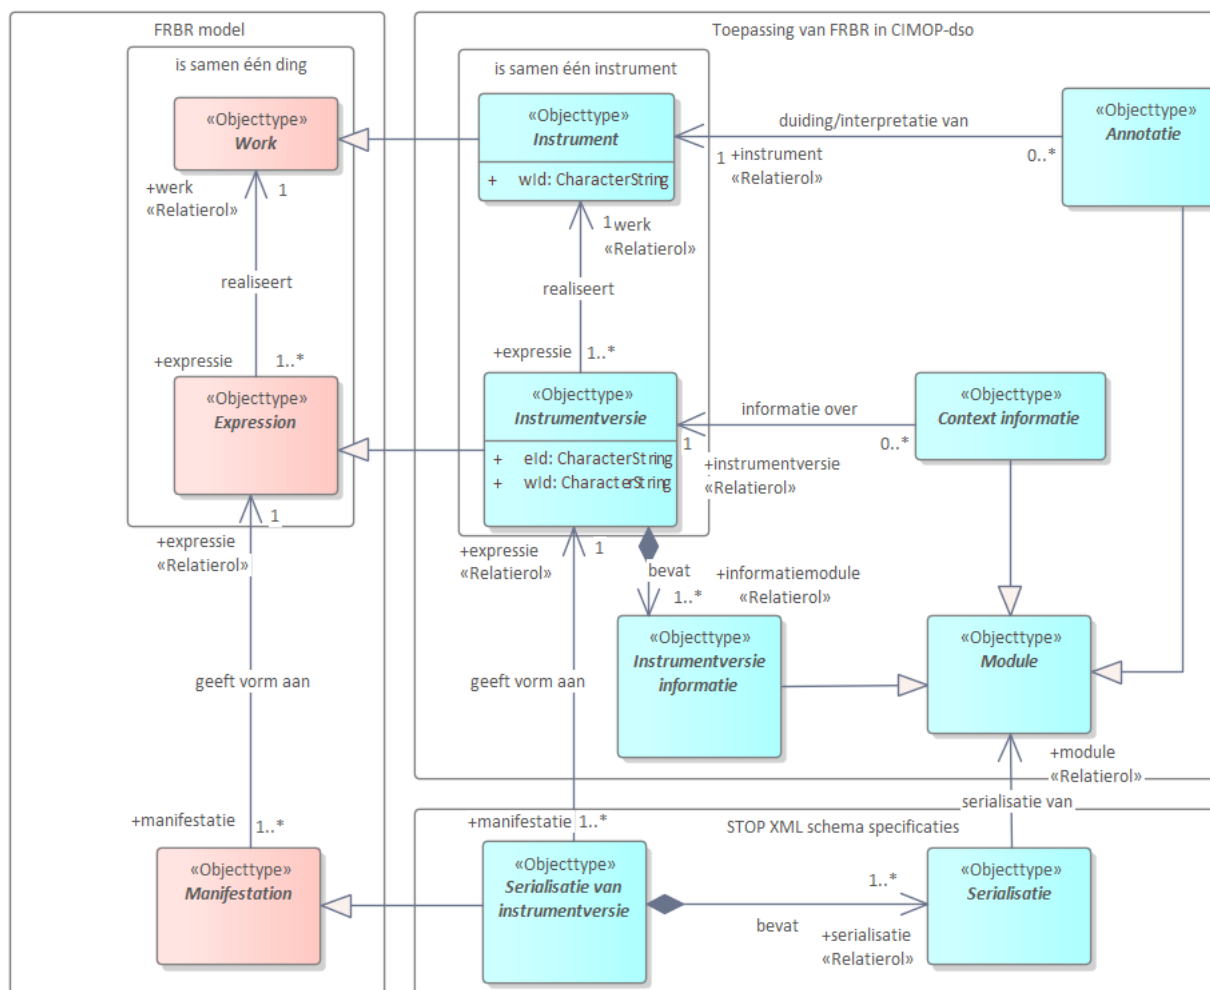 FRBR model
is samen één ding
«Objecttype»
Work
+werk
«Relatierol»
1
realiseert
+expressie
1..*
«Objecttype»
Expression
1
+expressie
«Relatierol»
geeft vorm aan
+manifestatie
1..*
«Objecttype»
Manifestation
Toepassing van FRBR in CIMOP-dso
is samen één instrument
«Objecttype»
Instrument
+ wId: CharacterString
duiding/interpretatie van
1
+instrument
«Relatierol»
0..*
«Objecttype»
Annotatie
1
werk
«Relatierol»
realiseert
+expressie
1..*
«Objecttype»
Instrumentversie
+ eId: CharacterString
+ wId: CharacterString
informatie over
1
0..*
+instrumentversie
«Relatierol»
«Objecttype»
Context informatie
+expressie
«Relatierol»
1
bevat
1..*
+informatiemodule
«Relatierol»
«Objecttype»
Instrumentversie
informatie
«Objecttype»
Module
geeft vorm aan
+module
«Relatierol»
serialisatie van
+manifestatie
1..*
STOP XML schema specificaties
«Objecttype»
Serialisatie van
instrumentversie
bevat
1..*
+serialisatie
«Relatierol»
«Objecttype»
Serialisatie